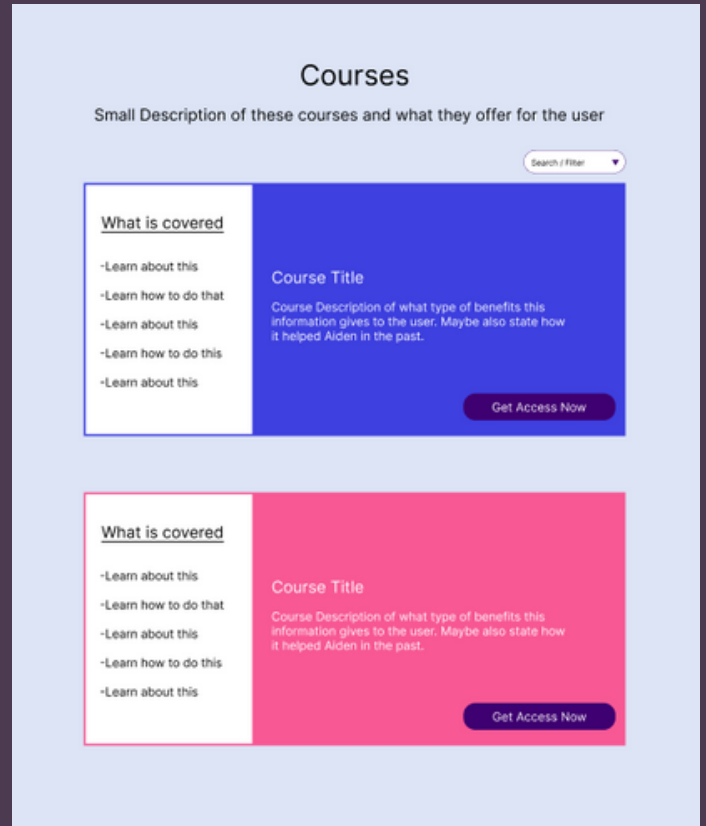 Courses
Small Description of these courses and what they offer for the user
Search / Filter
What is covered
-Learn about this
-Learn how to do that
-Learn about this
-Learn how to do this
-Learn about this
Course Title
Course Description of what type of benefits this
information gives to the user. Maybe also state how
it helped Aiden in the past.
Get Access Now
What is covered
-Learn about this
-Learn how to do that
-Learn about this
-Learn how to do this
-Learn about this
Course Title
Course Description of what type of benefits this
information gives to the user. Maybe also state how
it helped Aiden in the past.
Get Access Now